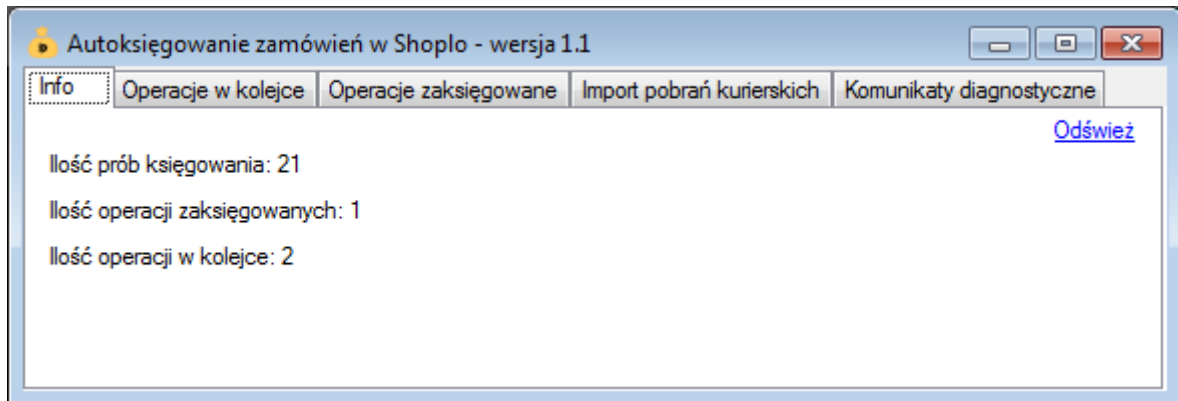 Autoksięgowanie zamówień w Shoplo - wersja 1.1
Info Operacje w kolejce Operacje zaksięgowane Import pobrań kurierskich Komunikaty diagnostyczne
Odśwież
Ilość prób księgowania: 21
Ilość operacji zaksięgowanych: 1
Ilość operacji w kolejce: 2